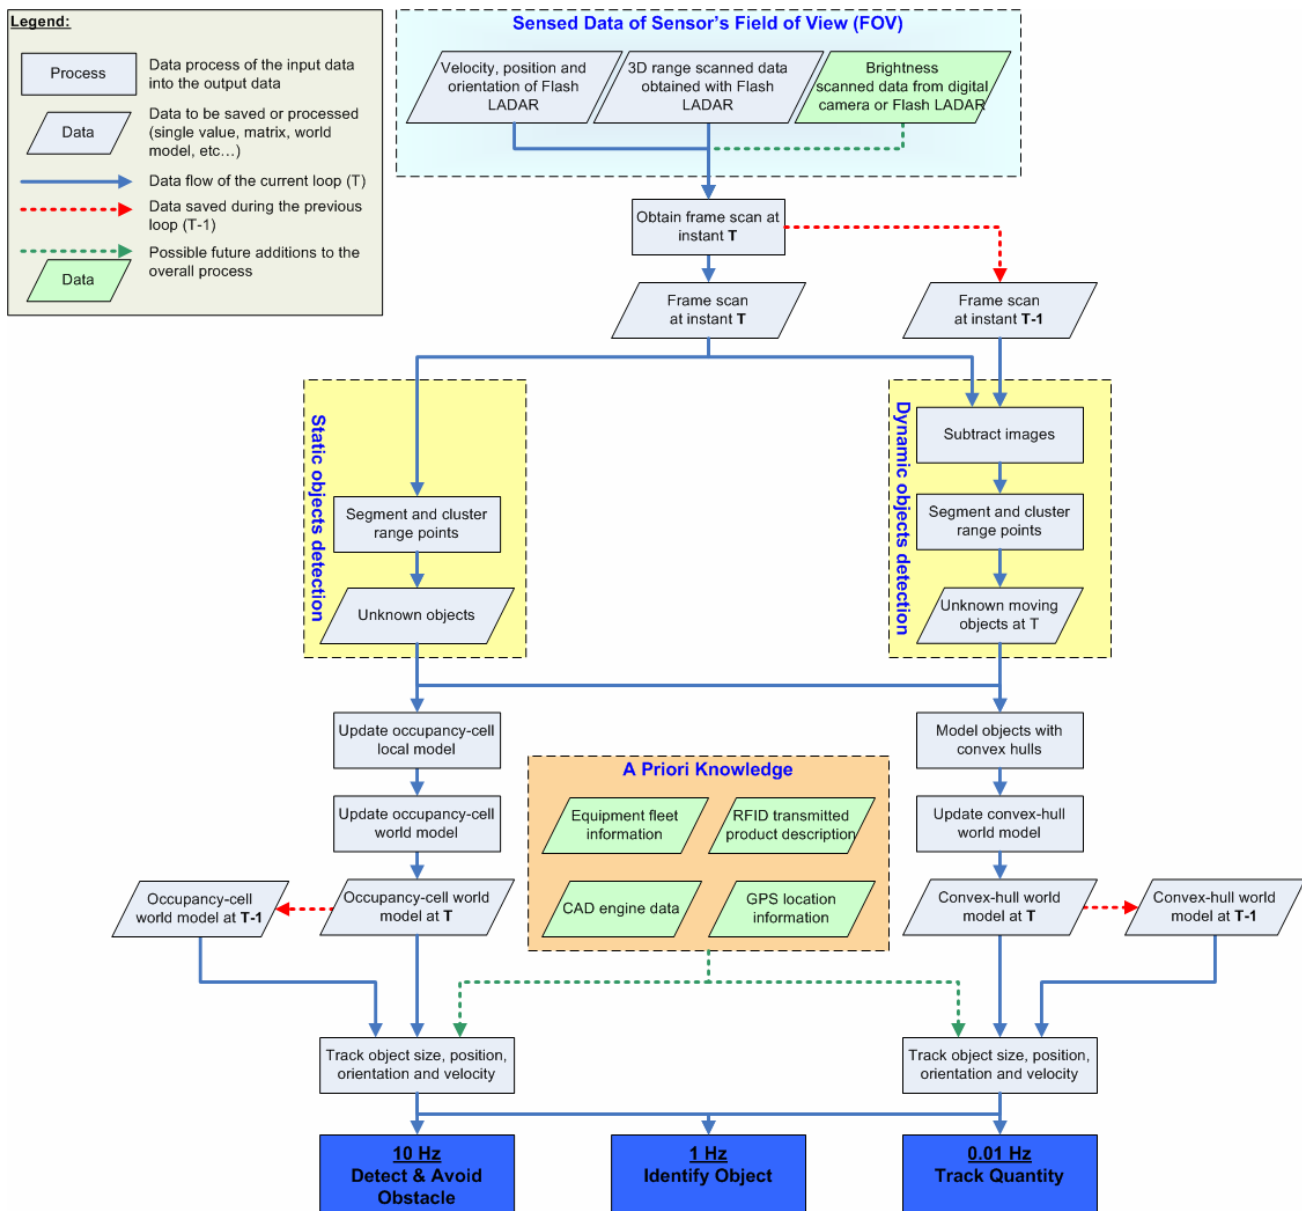 Legend:
Process
Data process of the input data
into the output data
Data
Data to be saved or processed
(single value, matrix, world
model, etc…)
Data flow of the current loop (T)
Data saved during the previous
loop (T-1)
Possible future additions to the
overall process
Data
Sensed Data of Sensor's Field of View (FOV)
Velocity, position and
orientation of Flash
LADAR
3D range scanned data
obtained with Flash
LADAR
Brightness
scanned data from digital
camera or Flash LADAR
Obtain frame scan at
instant T
Frame scan
at instant T
Frame scan
at instant T-1
Static objects detection
Segment and cluster
range points
Unknown objects
Dynamic objects detection
Subtract images
Segment and cluster
range points
Unknown moving
objects at T
Update occupancy-cell
local model
Update occupancy-cell
world model
Occupancy-cell
world model at T-1
Occupancy-cell world
model at T
A Priori Knowledge
Equipment fleet
information
RFID transmitted
product description
CAD engine data
GPS location
information
Model objects with
convex hulls
Update convex-hull
world model
Convex-hull world
model at T
Convex-hull world
model at T-1
Track object size, position,
orientation and velocity
Track object size, position,
orientation and velocity
10 Hz
Detect & Avoid
Obstacle
1 Hz
Identify Object
0.01 Hz
Track Quantity